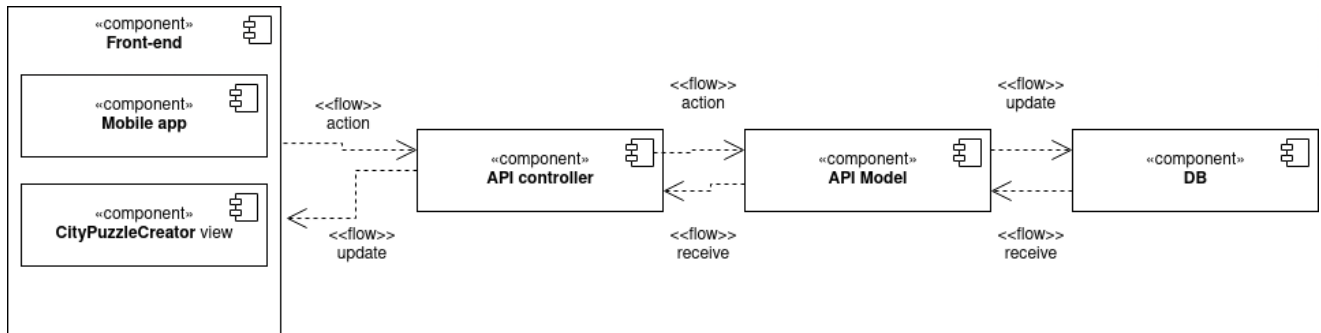 «component»
Front-end
«component»
Mobile app
«component»
CityPuzzleCreator view
<<flow>>
action
<<flow>>
update
«component»
API controller
<<flow>>
action
<<flow>>
receive
«component»
API Model
<<flow>>
update
<<flow>>
receive
«component»
DB